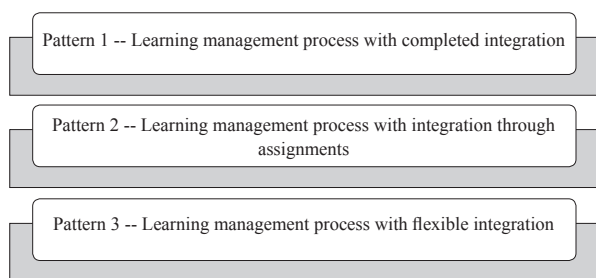 Pattern 1 -- Learning management process with completed integration
Pattern 2 -- Learning management process with integration through
assignments
Pattern 3 -- Learning management process with flexible integration